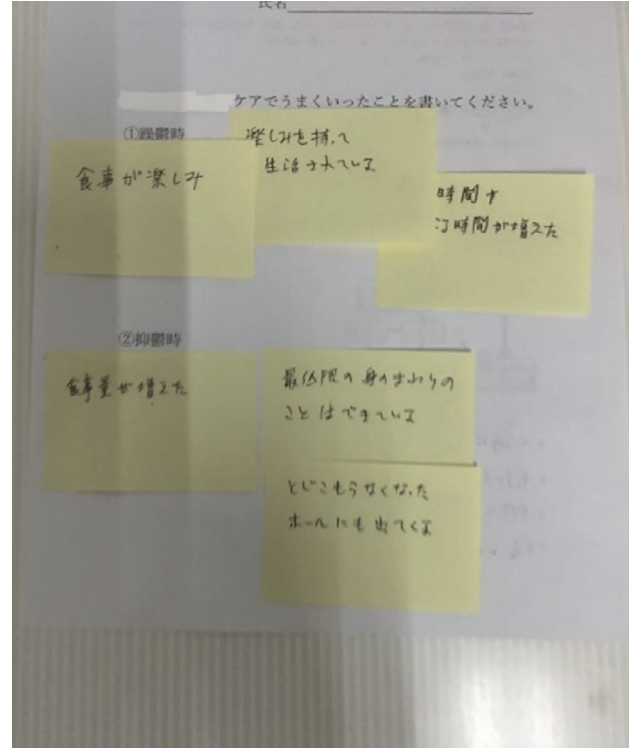 氏名
ケアでうまくいったことを書いてください。
①躁鬱時
食事が楽しみ
楽しみを持って
生活されている
時間
時間が増えた
②抑鬱時
食事量が増えた
最低限の身のまわりの
ことはできている
とじこもらなくなった
ホールにも出てくる